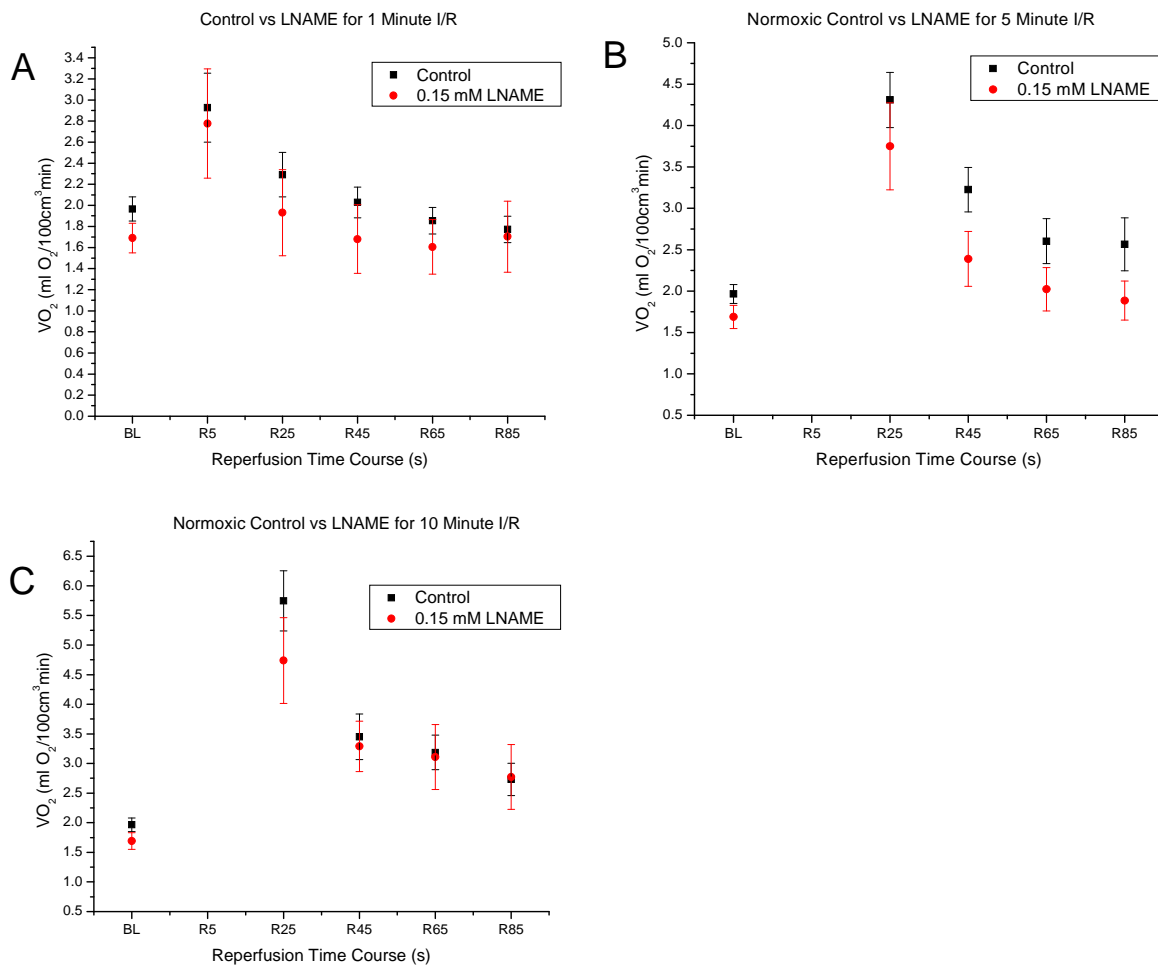 Control vs LNAME for 1 Minute I/R
A
Control
0.15 mM LNAME
3.4
3.2
3.0
2.8
2.6
2.4
2.2
2.0
1.8
1.6
1.4
1.2
1.0
0.8
0.6
0.4
0.2
0.0
VO₂ (ml O₂/100cm³min)
BL R5 R25 R45 R65 R85
Reperfusion Time Course (s)
Normoxic Control vs LNAME for 5 Minute I/R
B
Control
0.15 mM LNAME
5.0
4.5
4.0
3.5
3.0
2.5
2.0
1.5
1.0
0.5
VO₂ (ml O₂/100cm³min)
BL R5 R25 R45 R65 R85
Reperfusion Time Course (s)
Normoxic Control vs LNAME for 10 Minute I/R
C
Control
0.15 mM LNAME
6.5
6.0
5.5
5.0
4.5
4.0
3.5
3.0
2.5
2.0
1.5
1.0
0.5
VO₂ (ml O₂/100cm³min)
BL R5 R25 R45 R65 R85
Reperfusion Time Course (s)